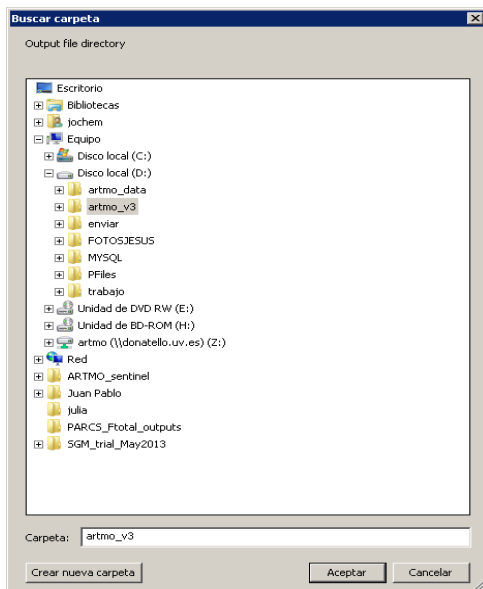 Buscar carpeta
Output file directory
Escritorio
Bibliotecas
jochem
Equipo
Disco local (C:)
Disco local (D:)
artmo_data
artmo_v3
enviar
FOTOSJESUS
MYSQL
PFiles
trabajo
Unidad de DVD RW (E:)
Unidad de BD-ROM (H:)
artmo (\\donatello.uv.es) (Z:)
Red
ARTMO_sentinel
Juan Pablo
julia
PARCS_Ftotal_outputs
SGM_trial_May2013
Carpeta: artmo_v3
Crear nueva carpeta Aceptar Cancelar